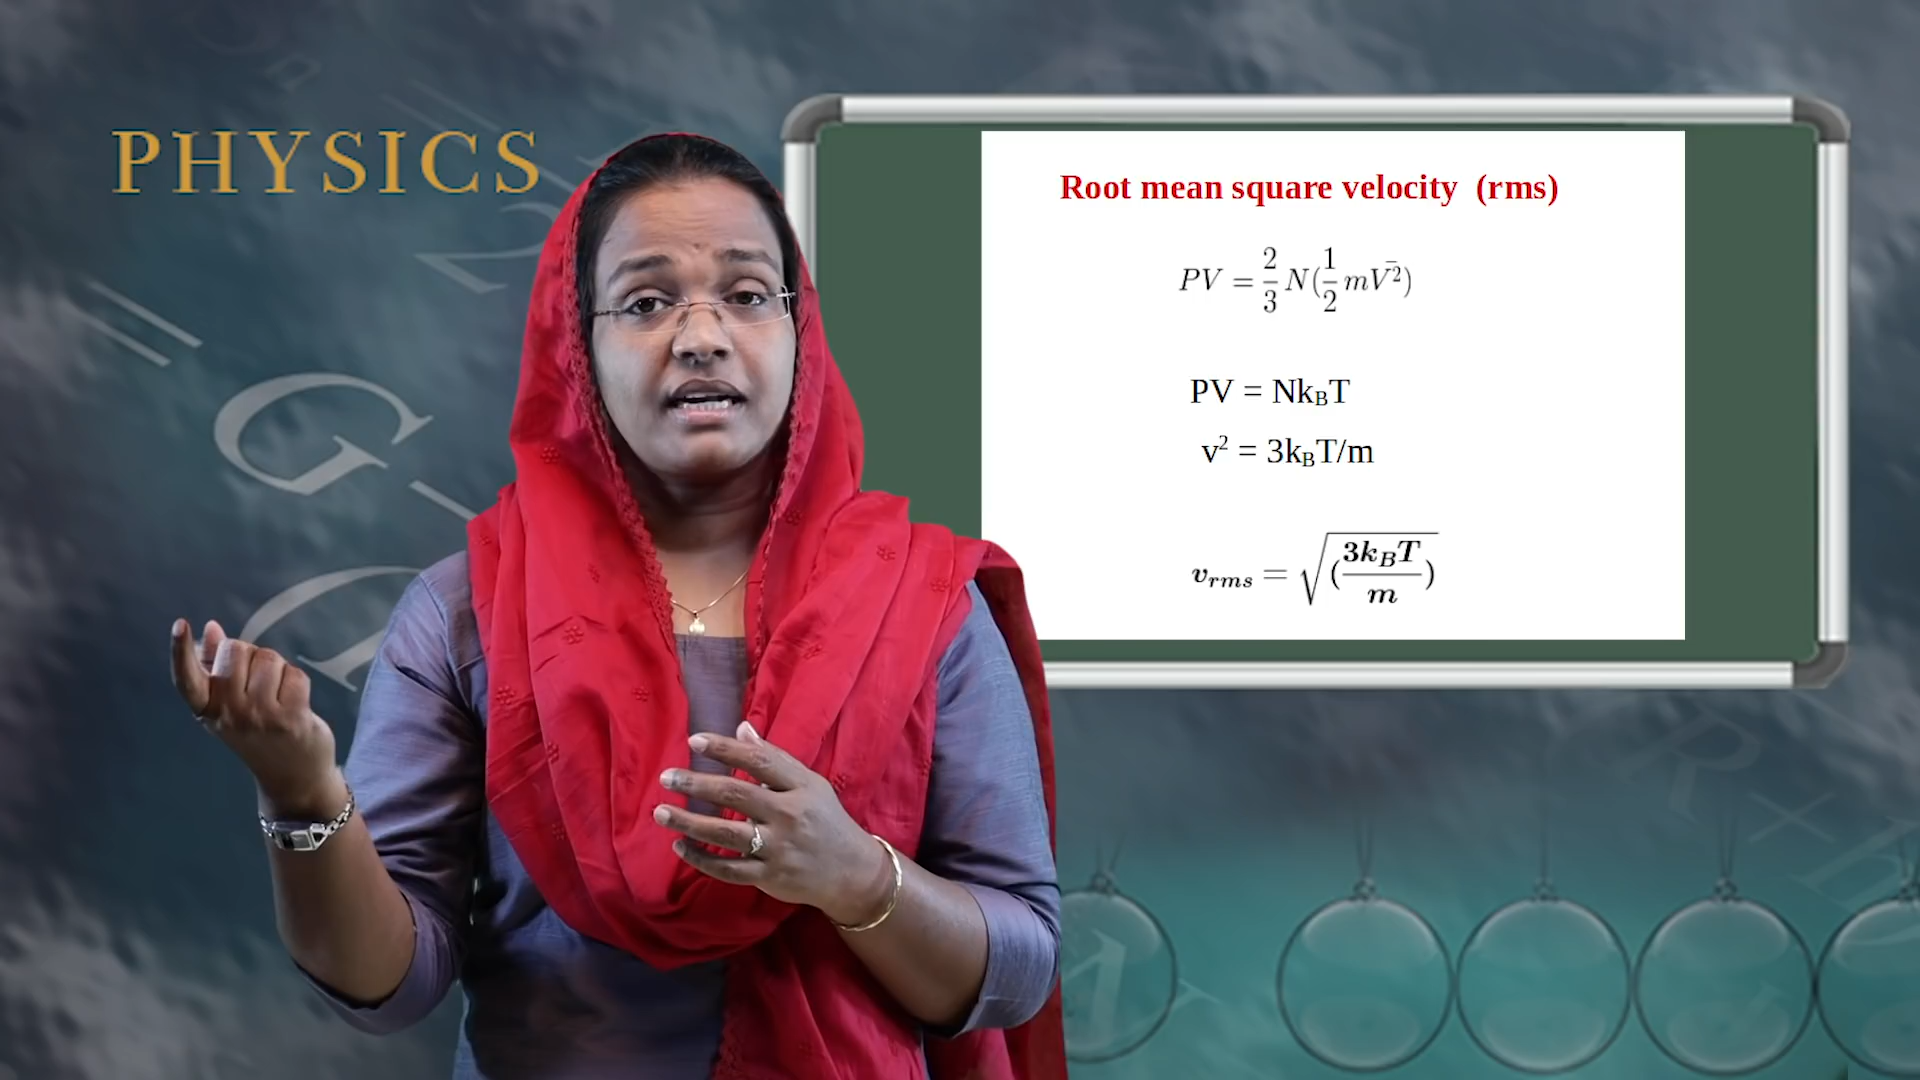 PHYSICS
Root mean square velocity (rms)
PV = 2/3 N(1/2 mV̄²)
PV = Nk_BT
v² = 3k_BT/m
v_rms = √(3k_BT/m)
2
=
G